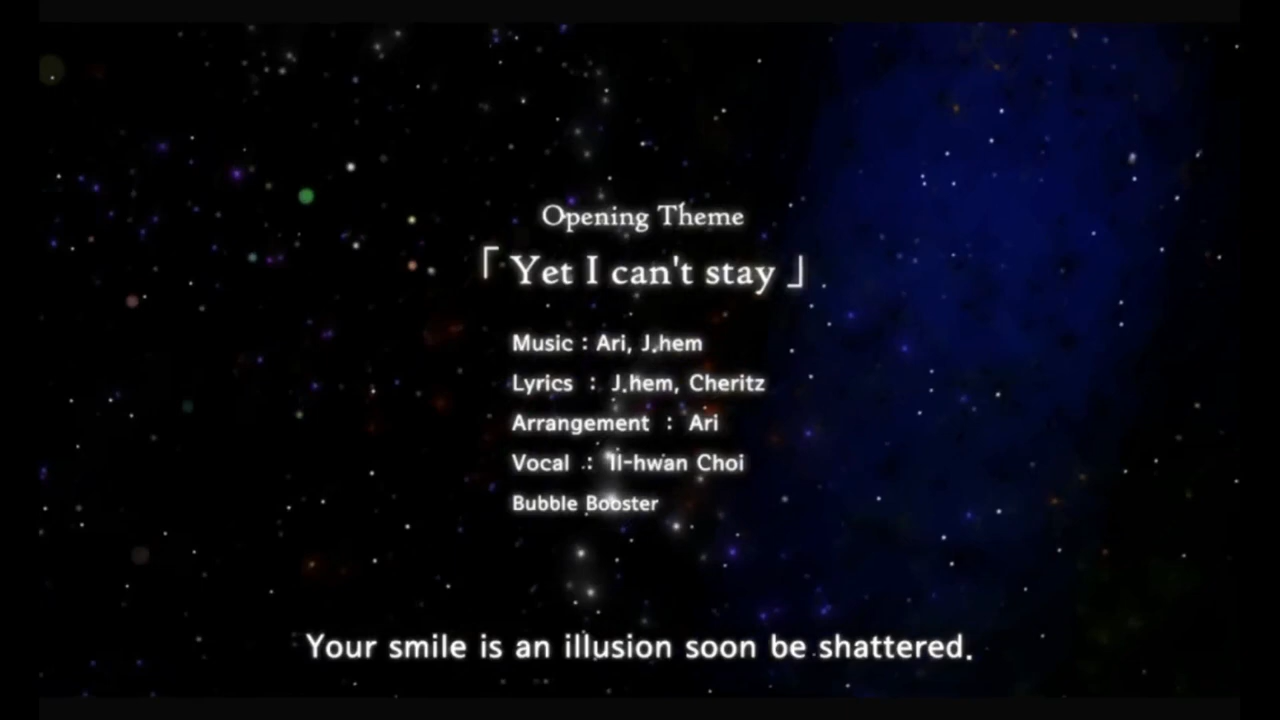 Opening Theme
「Yet I can't stay」
Music : Ari, J.hem
Lyrics : J.hem, Cheritz
Arrangement : Ari
Vocal : Il-hwan Choi
Bubble Booster
Your smile is an illusion soon be shattered.